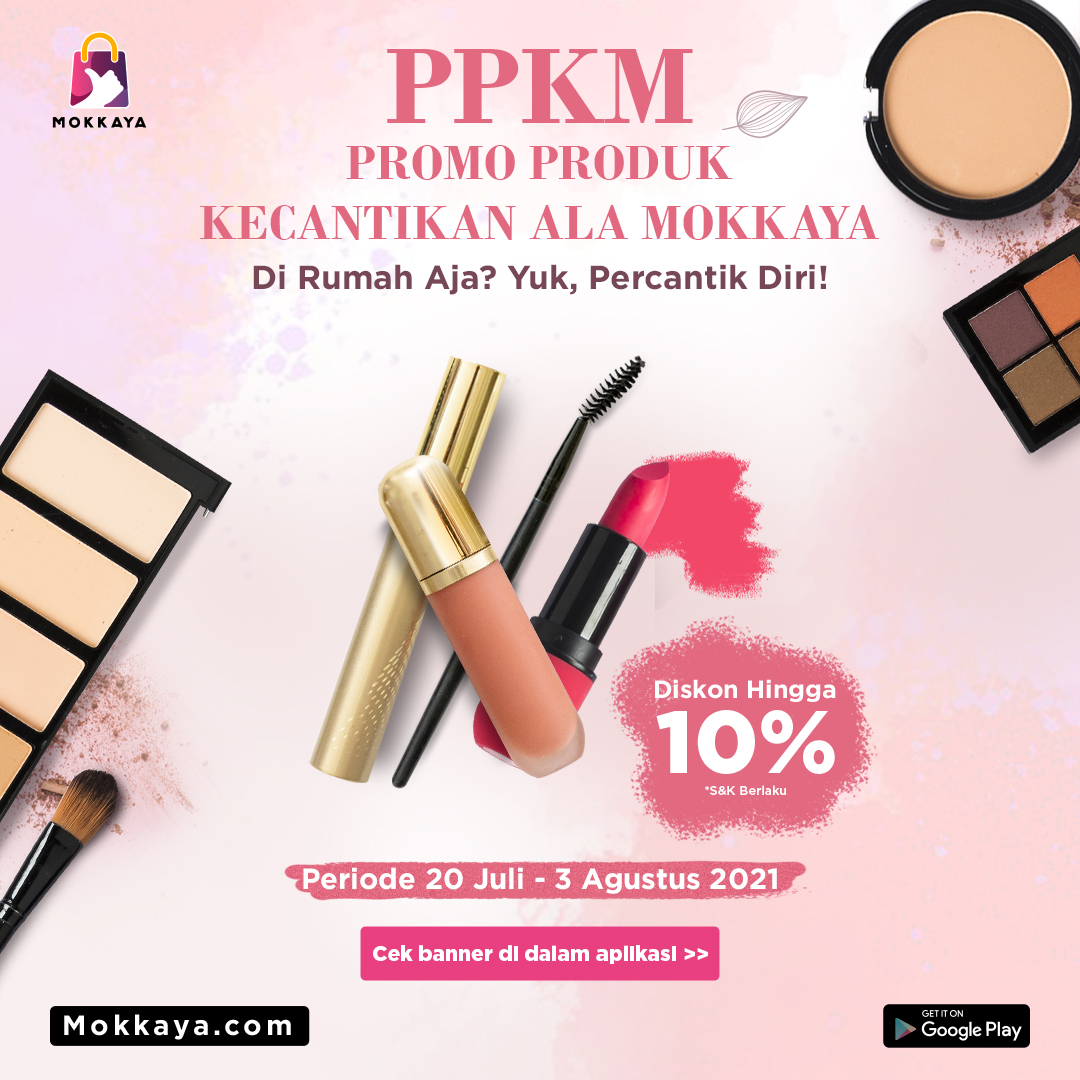 MOKKAYA
PPKM
PROMO PRODUK
KECANTIKAN ALA MOKKAYA
Di Rumah Aja? Yuk, Percantik Diri!
Diskon Hingga
10%
*S&K Berlaku
Periode 20 Juli - 3 Agustus 2021
Cek banner di dalam aplikasi >>
Mokkaya.com
GET IT ON
Google Play